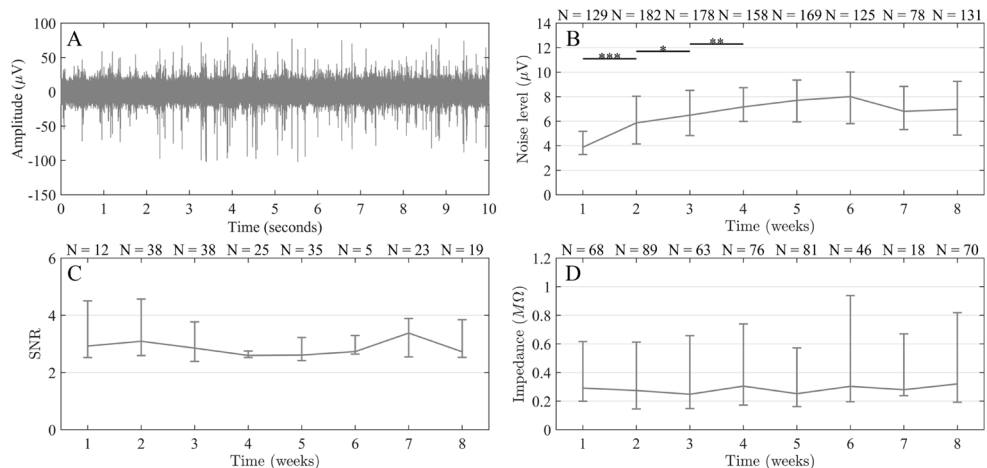 A
100
50
0
-50
-100
-150
Amplitude (μV)
0 1 2 3 4 5 6 7 8 9 10
Time (seconds)
N = 129 N = 182 N = 178 N = 158 N = 169 N = 125 N = 78 N = 131
B
14
12
10
8
6
4
2
0
*** * **
Noise level (μV)
1 2 3 4 5 6 7 8
Time (weeks)
N = 12 N = 38 N = 38 N = 25 N = 35 N = 5 N = 23 N = 19
C
6
4
2
0
SNR
1 2 3 4 5 6 7 8
Time (weeks)
N = 68 N = 89 N = 63 N = 76 N = 81 N = 46 N = 18 N = 70
D
1.2
1
0.8
0.6
0.4
0.2
0
Impedance (MΩ)
1 2 3 4 5 6 7 8
Time (weeks)